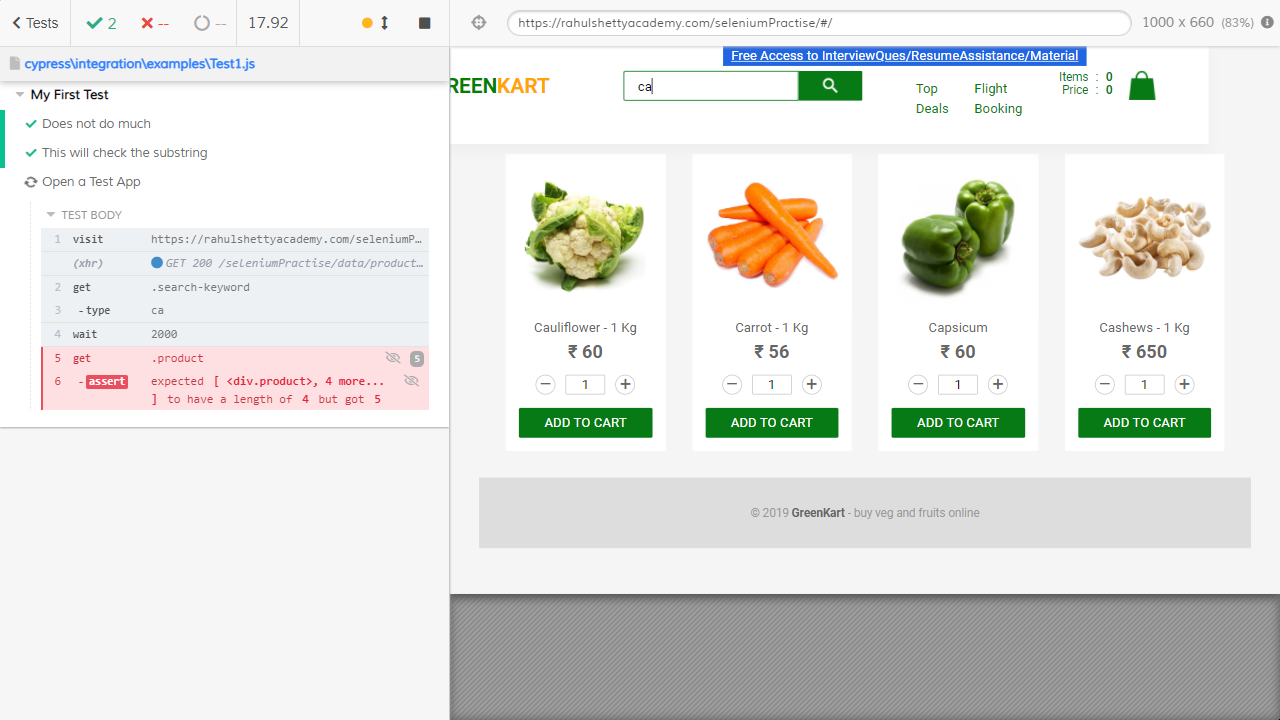 Tests
2
--
--
17.92
https://rahulshettyacademy.com/seleniumPractise/#/
1000 x 660 (83%)
cypress\integration\examples\Test1.js
My First Test
Does not do much
This will check the substring
Open a Test App
TEST BODY
1 visit https://rahulshettyacademy.com/seleniumP…
(xhr) GET 200 /seleniumPractise/data/product…
2 get .search-keyword
3 -type ca
4 wait 2000
5 get .product 5
6 -assert expected [ <div.product>, 4 more...
] to have a length of 4 but got 5
Free Access to InterviewQues/ResumeAssistance/Material
REENKART
ca
Top
Deals
Flight
Booking
Items : 0
Price : 0
Cauliflower - 1 Kg
₹ 60
− 1 +
ADD TO CART
Carrot - 1 Kg
₹ 56
− 1 +
ADD TO CART
Capsicum
₹ 60
− 1 +
ADD TO CART
Cashews - 1 Kg
₹ 650
− 1 +
ADD TO CART
© 2019 GreenKart - buy veg and fruits online